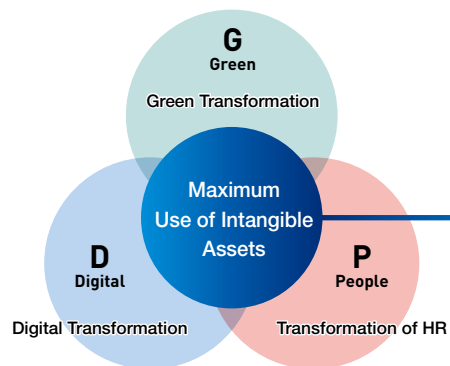 G
Green
Green Transformation
Maximum
Use of Intangible
Assets
D
Digital
Digital Transformation
P
People
Transformation of HR